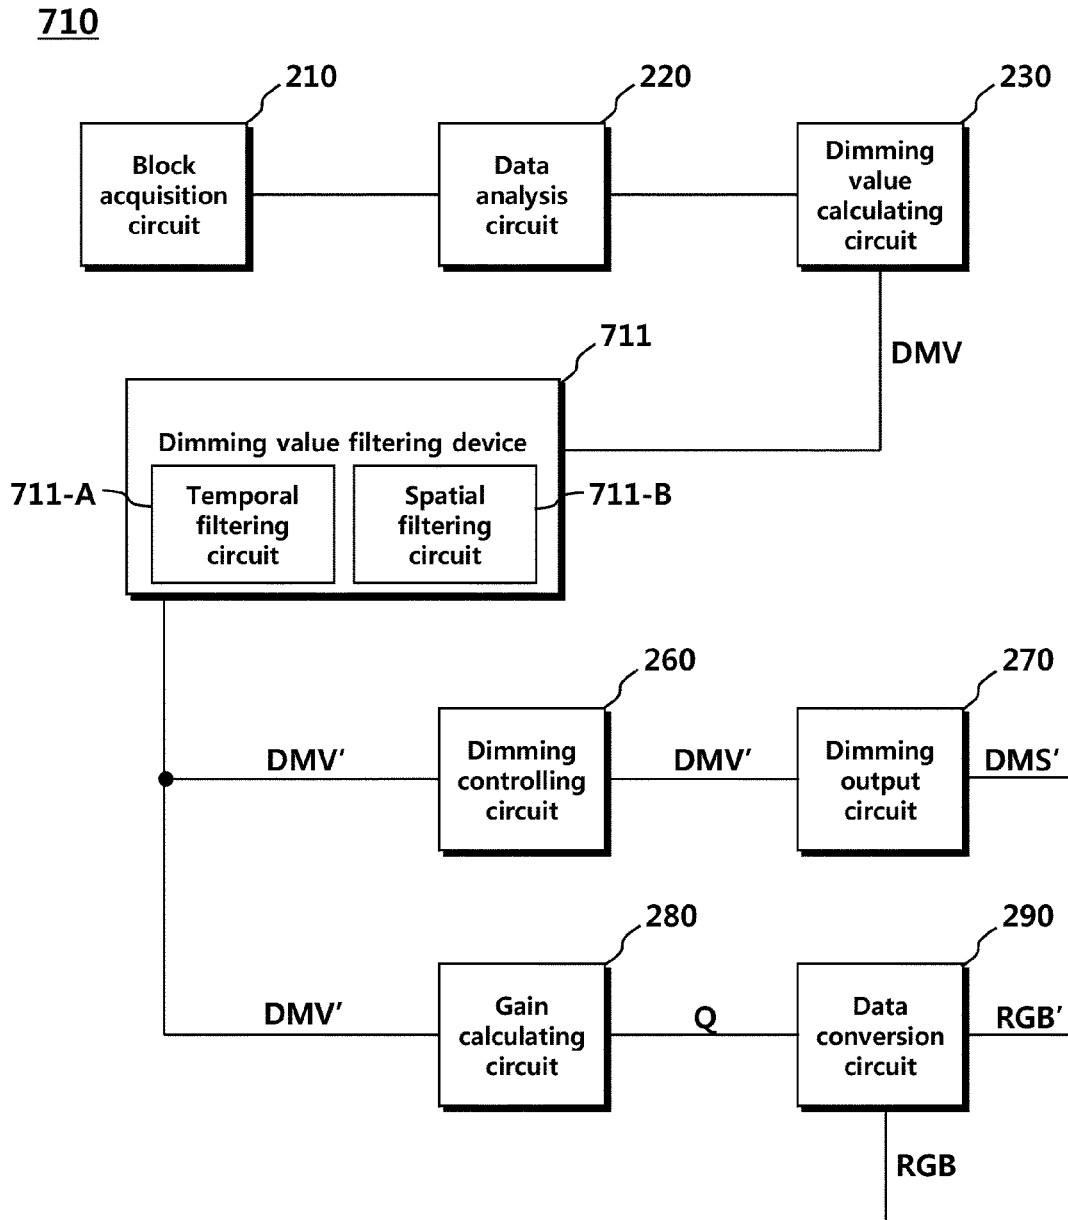 710
210
220
230
Block
acquisition
circuit
Data
analysis
circuit
Dimming
value
calculating
circuit
DMV
711
Dimming value filtering device
711-A
Temporal
filtering
circuit
Spatial
filtering
circuit
711-B
260
270
DMV'
Dimming
controlling
circuit
DMV'
Dimming
output
circuit
DMS'
280
290
DMV'
Gain
calculating
circuit
Q
Data
conversion
circuit
RGB'
RGB